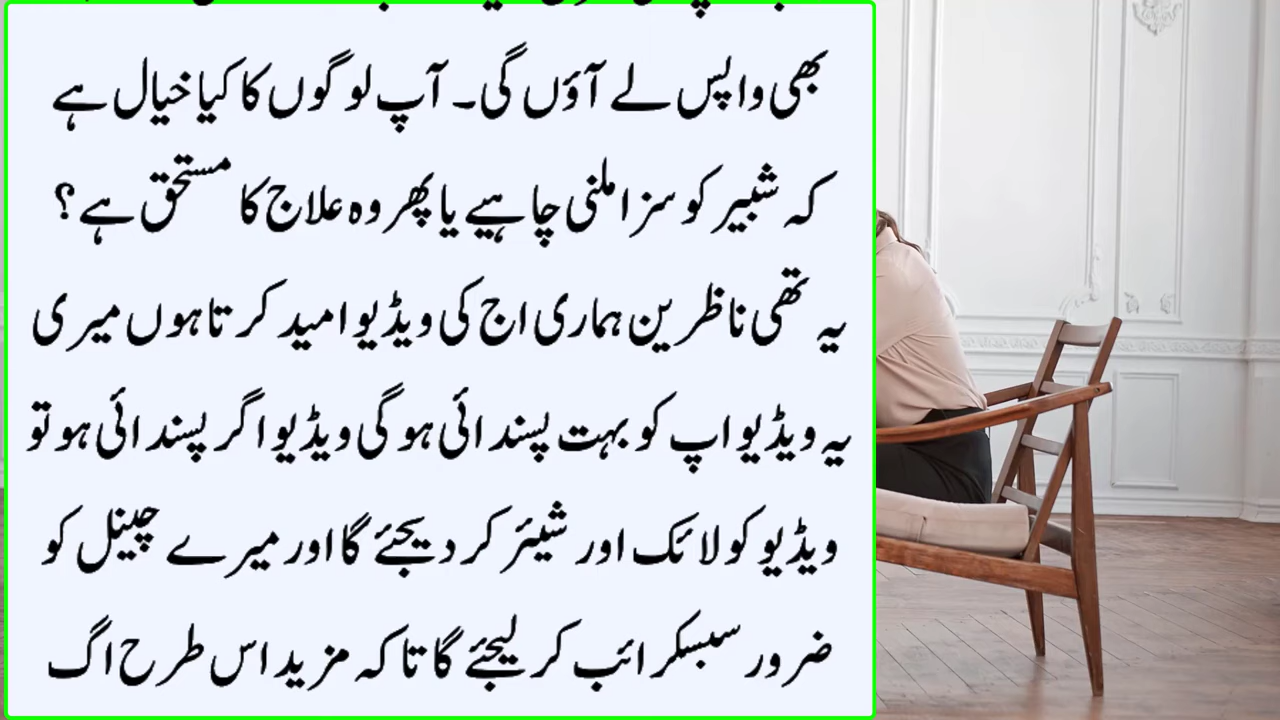 بھی واپس لے آؤں گی۔ آپ لوگوں کا کیا خیال ہے
کہ شبیر کو سزا ملنی چاہیے یا پھر وہ علاج کا مستحق ہے؟
یہ تھی ناظرین ہماری اج کی ویڈیو امید کرتا ہوں میری
یہ ویڈیو اپ کو بہت پسند ائی ہو گی ویڈیو اگر پسند ائی ہو تو
ویڈیو کو لائک اور شیئر کر دیجئے گا اور میرے چینل کو
ضرور سبسکرائب کر لیجئے گا تاکہ مزید اس طرح اگ